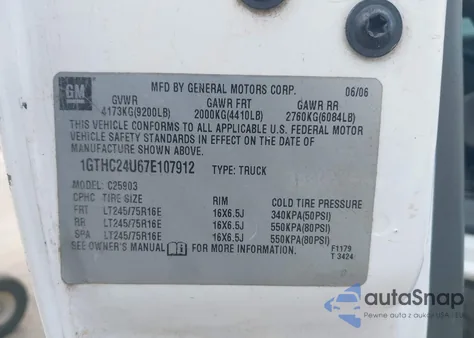 GM
MFD BY GENERAL MOTORS CORP. 06/06
GVWR GAWR FRT GAWR RR
4173KG(9200LB) 2000KG(4410LB) 2760KG(6084LB)
THIS VEHICLE CONFORMS TO ALL APPLICABLE U.S. FEDERAL MOTOR
VEHICLE SAFETY STANDARDS IN EFFECT ON THE DATE OF
MANUFACTURE SHOWN ABOVE.
1GTHC24U67E107912 TYPE: TRUCK
MODEL: C25903
CPHC TIRE SIZE RIM COLD TIRE PRESSURE
FRT LT245/75R16E 16X6.5J 340KPA(50PSI)
RR LT245/75R16E 16X6.5J 550KPA(80PSI)
SPA LT245/75R16E 16X6.5J 550KPA(80PSI)
SEE OWNER'S MANUAL FOR MORE INFORMATION. F1179
T 3424
autoSnap
Pewne auto z aukcji USA